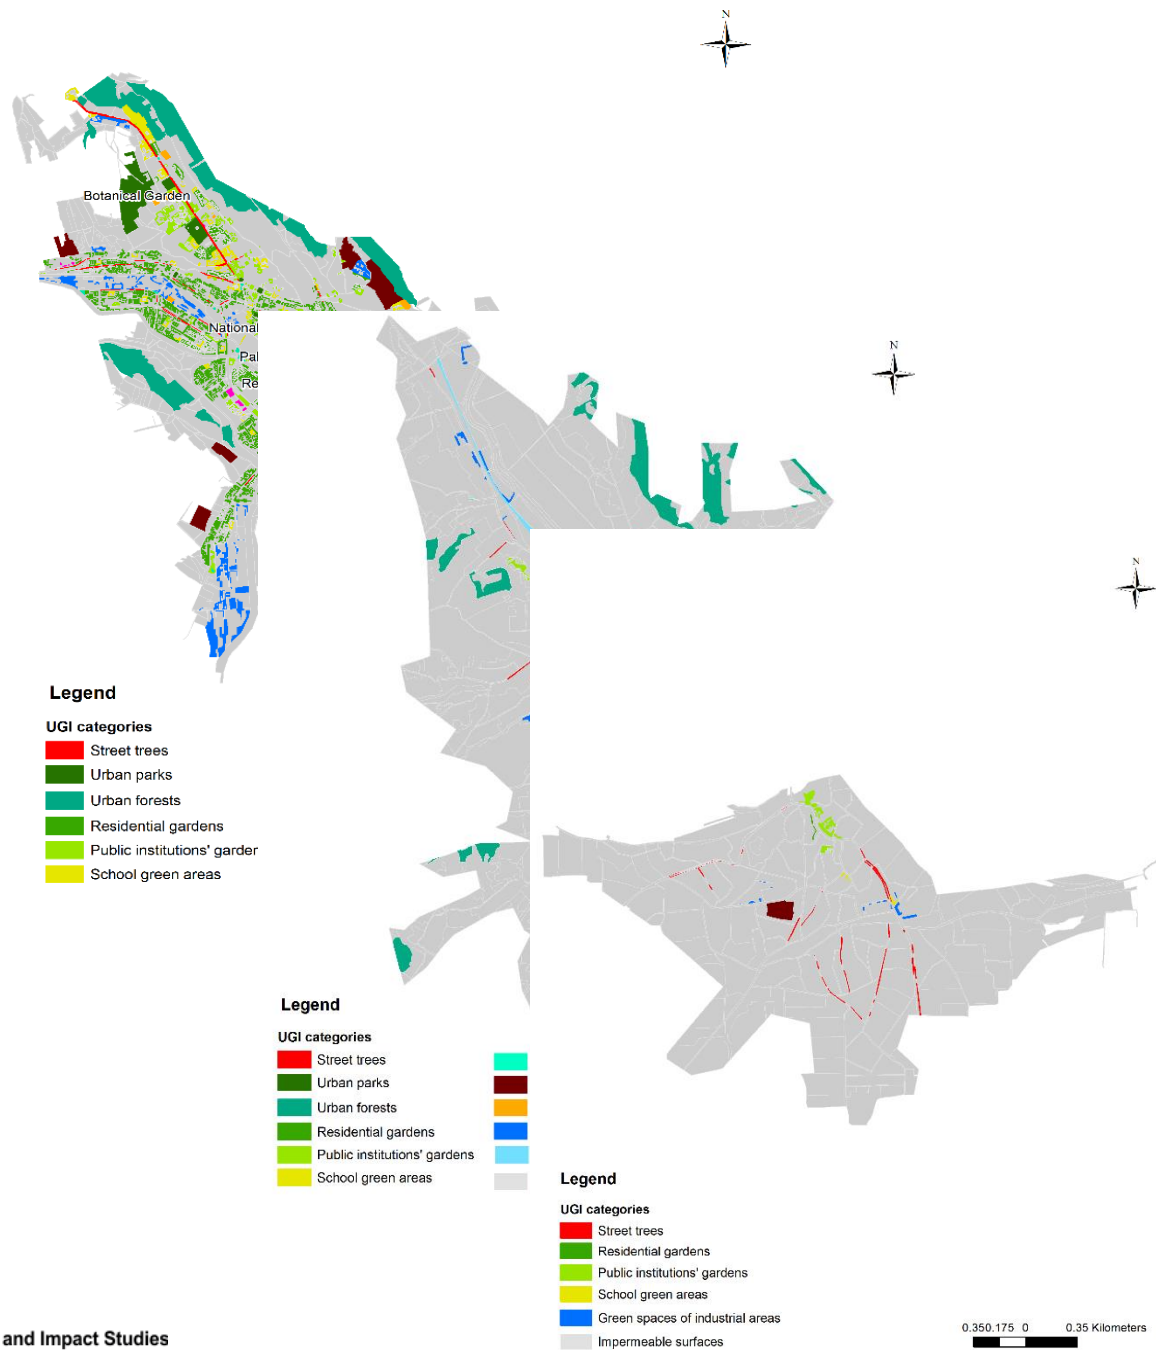 N
Botanical Garden
National
Pal
Re
N
N
Legend
UGI categories
Street trees
Urban parks
Urban forests
Residential gardens
Public institutions' garder
School green areas
Legend
UGI categories
Street trees
Urban parks
Urban forests
Residential gardens
Public institutions' gardens
School green areas
Legend
UGI categories
Street trees
Residential gardens
Public institutions' gardens
School green areas
Green spaces of industrial areas
Impermeable surfaces
0.350.175 0 0.35 Kilometers
and Impact Studies